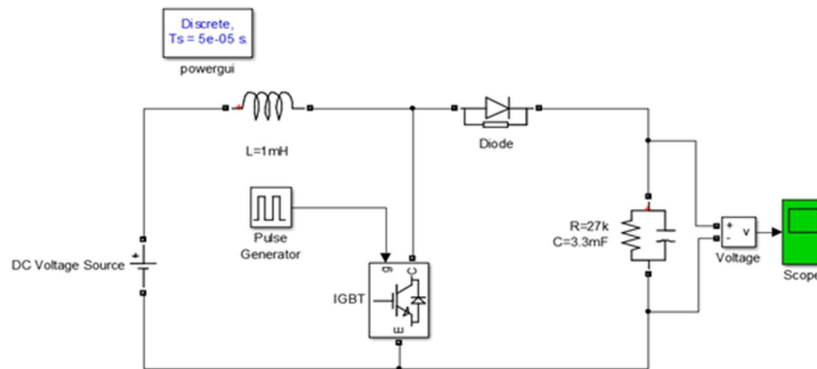 Discrete,
Ts = 5e-05 s
powergui
L=1mH
Diode
Pulse
Generator
R=27k
C=3.3mF
+
-
v
Voltage
Scope
DC Voltage Source
+
IGBT
g
C
E